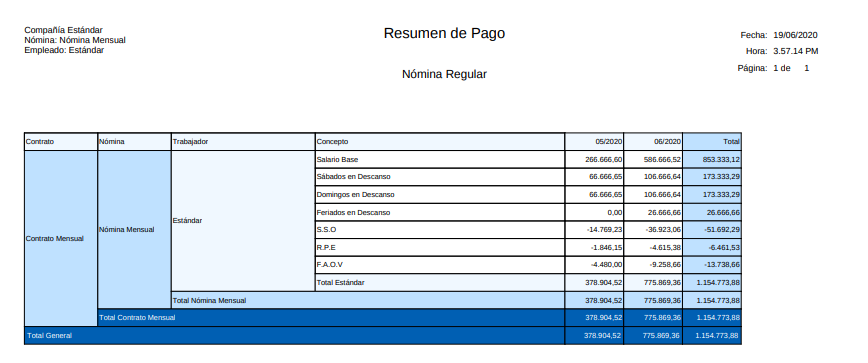 Compañía Estándar
Nómina: Nómina Mensual
Empleado: Estándar
Resumen de Pago
Nómina Regular
Fecha: 19/06/2020
Hora: 3.57.14 PM
Página: 1 de 1
Contrato Nómina Trabajador Concepto 05/2020 06/2020 Total
Salario Base 266.666,60 586.666,52 853.333,12
Sábados en Descanso 66.666,65 106.666,64 173.333,29
Domingos en Descanso 66.666,65 106.666,64 173.333,29
Feriados en Descanso 0,00 26.666,66 26.666,66
Estándar
S.S.O -14.769,23 -36.923,06 -51.692,29
Contrato Mensual Nómina Mensual
R.P.E -1.846,15 -4.615,38 -6.461,53
F.A.O.V -4.480,00 -9.258,66 -13.738,66
Total Estándar 378.904,52 775.869,36 1.154.773,88
Total Nómina Mensual 378.904,52 775.869,36 1.154.773,88
Total Contrato Mensual 378.904,52 775.869,36 1.154.773,88
Total General 378.904,52 775.869,36 1.154.773,88